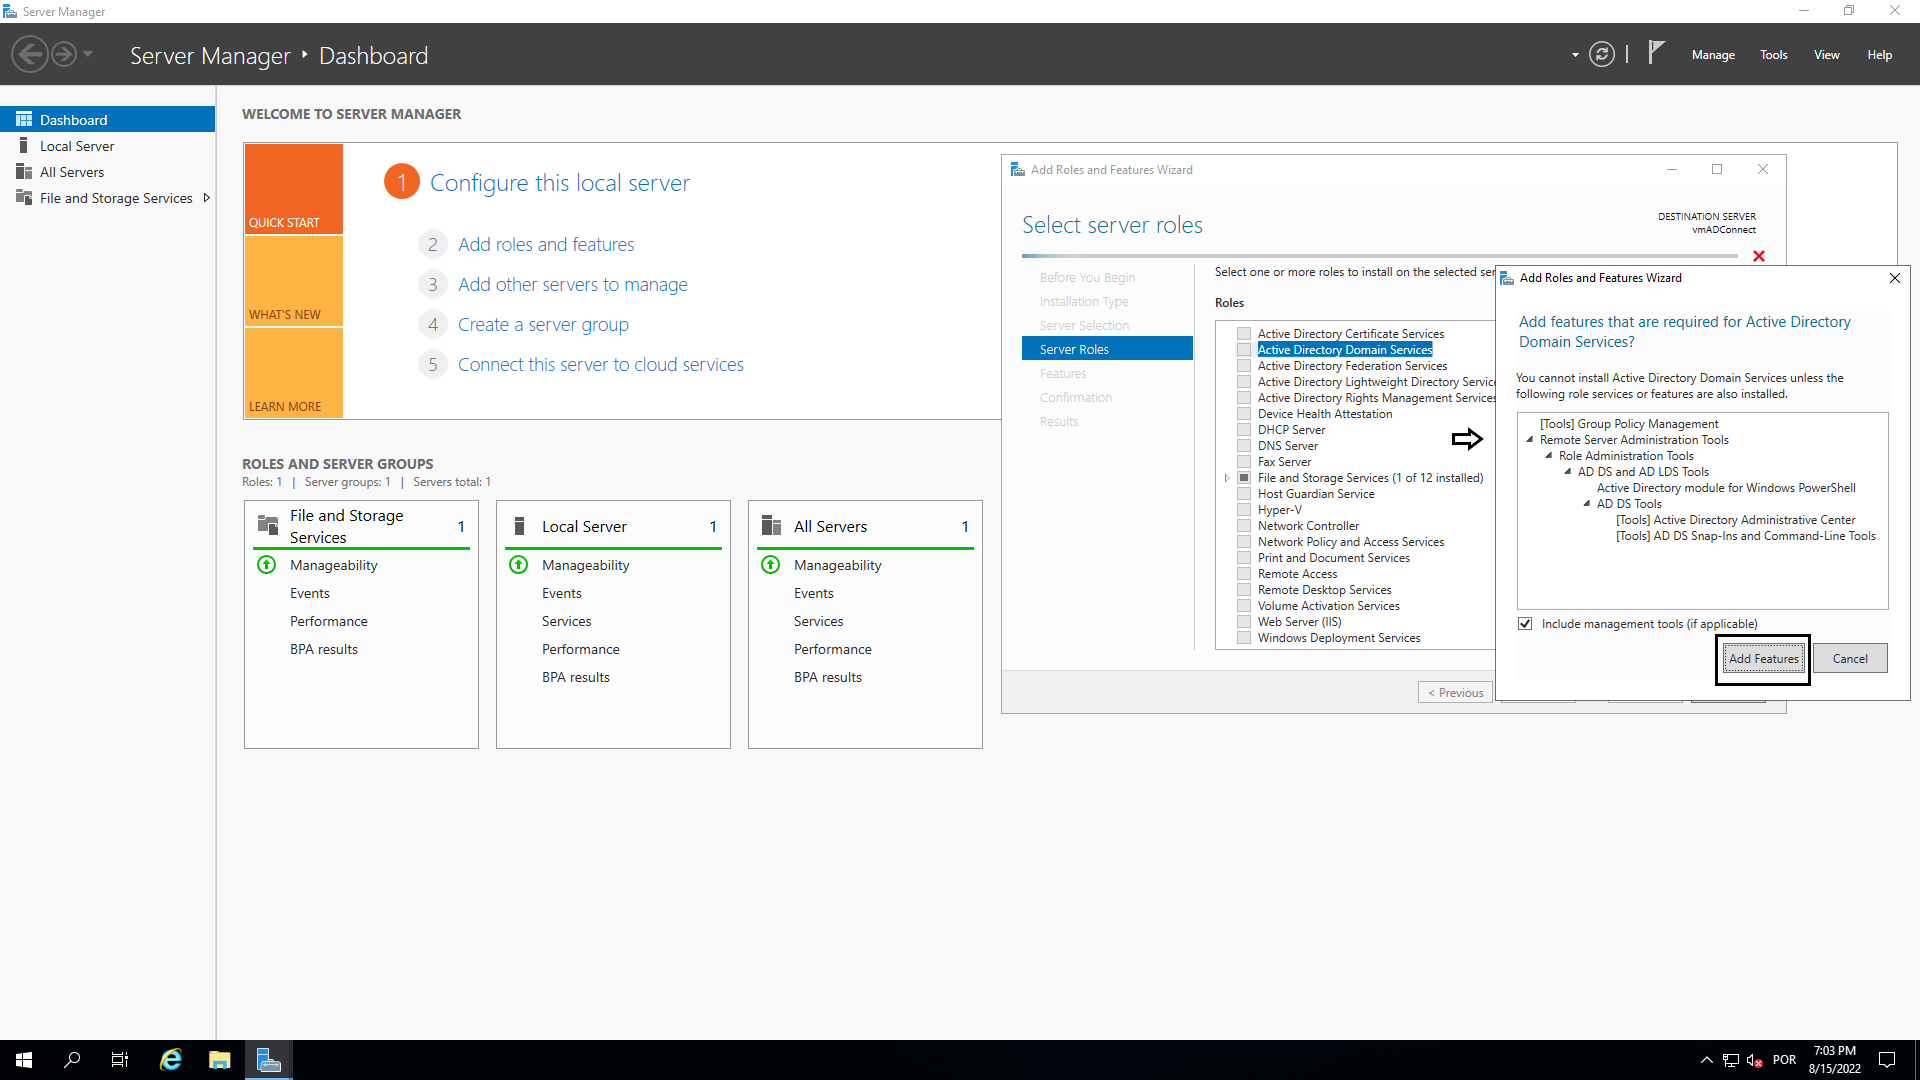 Server Manager
Server Manager
Dashboard
Manage
Tools
View
Help
Dashboard
Local Server
All Servers
File and Storage Services
WELCOME TO SERVER MANAGER
QUICK START
WHAT'S NEW
LEARN MORE
1 Configure this local server
2 Add roles and features
3 Add other servers to manage
4 Create a server group
5 Connect this server to cloud services
ROLES AND SERVER GROUPS
Roles: 1 | Server groups: 1 | Servers total: 1
File and Storage
Services
1
Manageability
Events
Performance
BPA results
Local Server 1
Manageability
Events
Services
Performance
BPA results
All Servers 1
Manageability
Events
Services
Performance
BPA results
Add Roles and Features Wizard
Select server roles
DESTINATION SERVER
vmADConnect
Before You Begin
Installation Type
Server Selection
Server Roles
Features
Confirmation
Results
Select one or more roles to install on the selected ser
Roles
Active Directory Certificate Services
Active Directory Domain Services
Active Directory Federation Services
Active Directory Lightweight Directory Service
Active Directory Rights Management Services
Device Health Attestation
DHCP Server
DNS Server
Fax Server
File and Storage Services (1 of 12 installed)
Host Guardian Service
Hyper-V
Network Controller
Network Policy and Access Services
Print and Document Services
Remote Access
Remote Desktop Services
Volume Activation Services
Web Server (IIS)
Windows Deployment Services
< Previous
Add Roles and Features Wizard
Add features that are required for Active Directory
Domain Services?
You cannot install Active Directory Domain Services unless the
following role services or features are also installed.
[Tools] Group Policy Management
Remote Server Administration Tools
Role Administration Tools
AD DS and AD LDS Tools
Active Directory module for Windows PowerShell
AD DS Tools
[Tools] Active Directory Administrative Center
[Tools] AD DS Snap-Ins and Command-Line Tools
Include management tools (if applicable)
Add Features
Cancel
POR
7:03 PM
8/15/2022